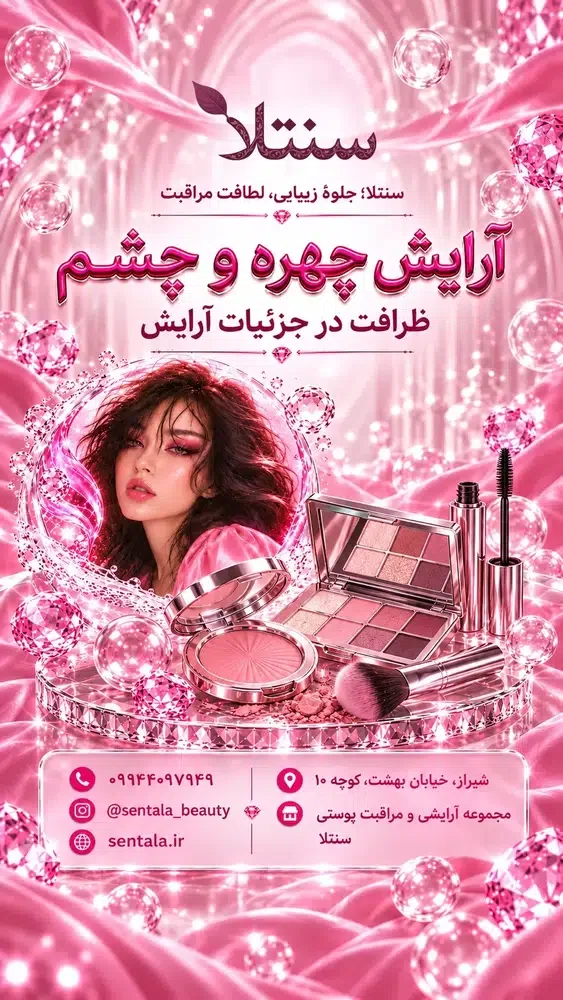 سنتلا
سنتلا؛ جلوهٔ زیبایی، لطافت مراقبت
آرایش چهره و چشم
ظرافت در جزئیات آرایش
شیراز، خیابان بهشت، کوچه ۱۰
مجموعه آرایشی و مراقبت پوستی
سنتلا
۰۹۹۴۴۰۹۷۹۴۹
@sentala_beauty
sentala.ir